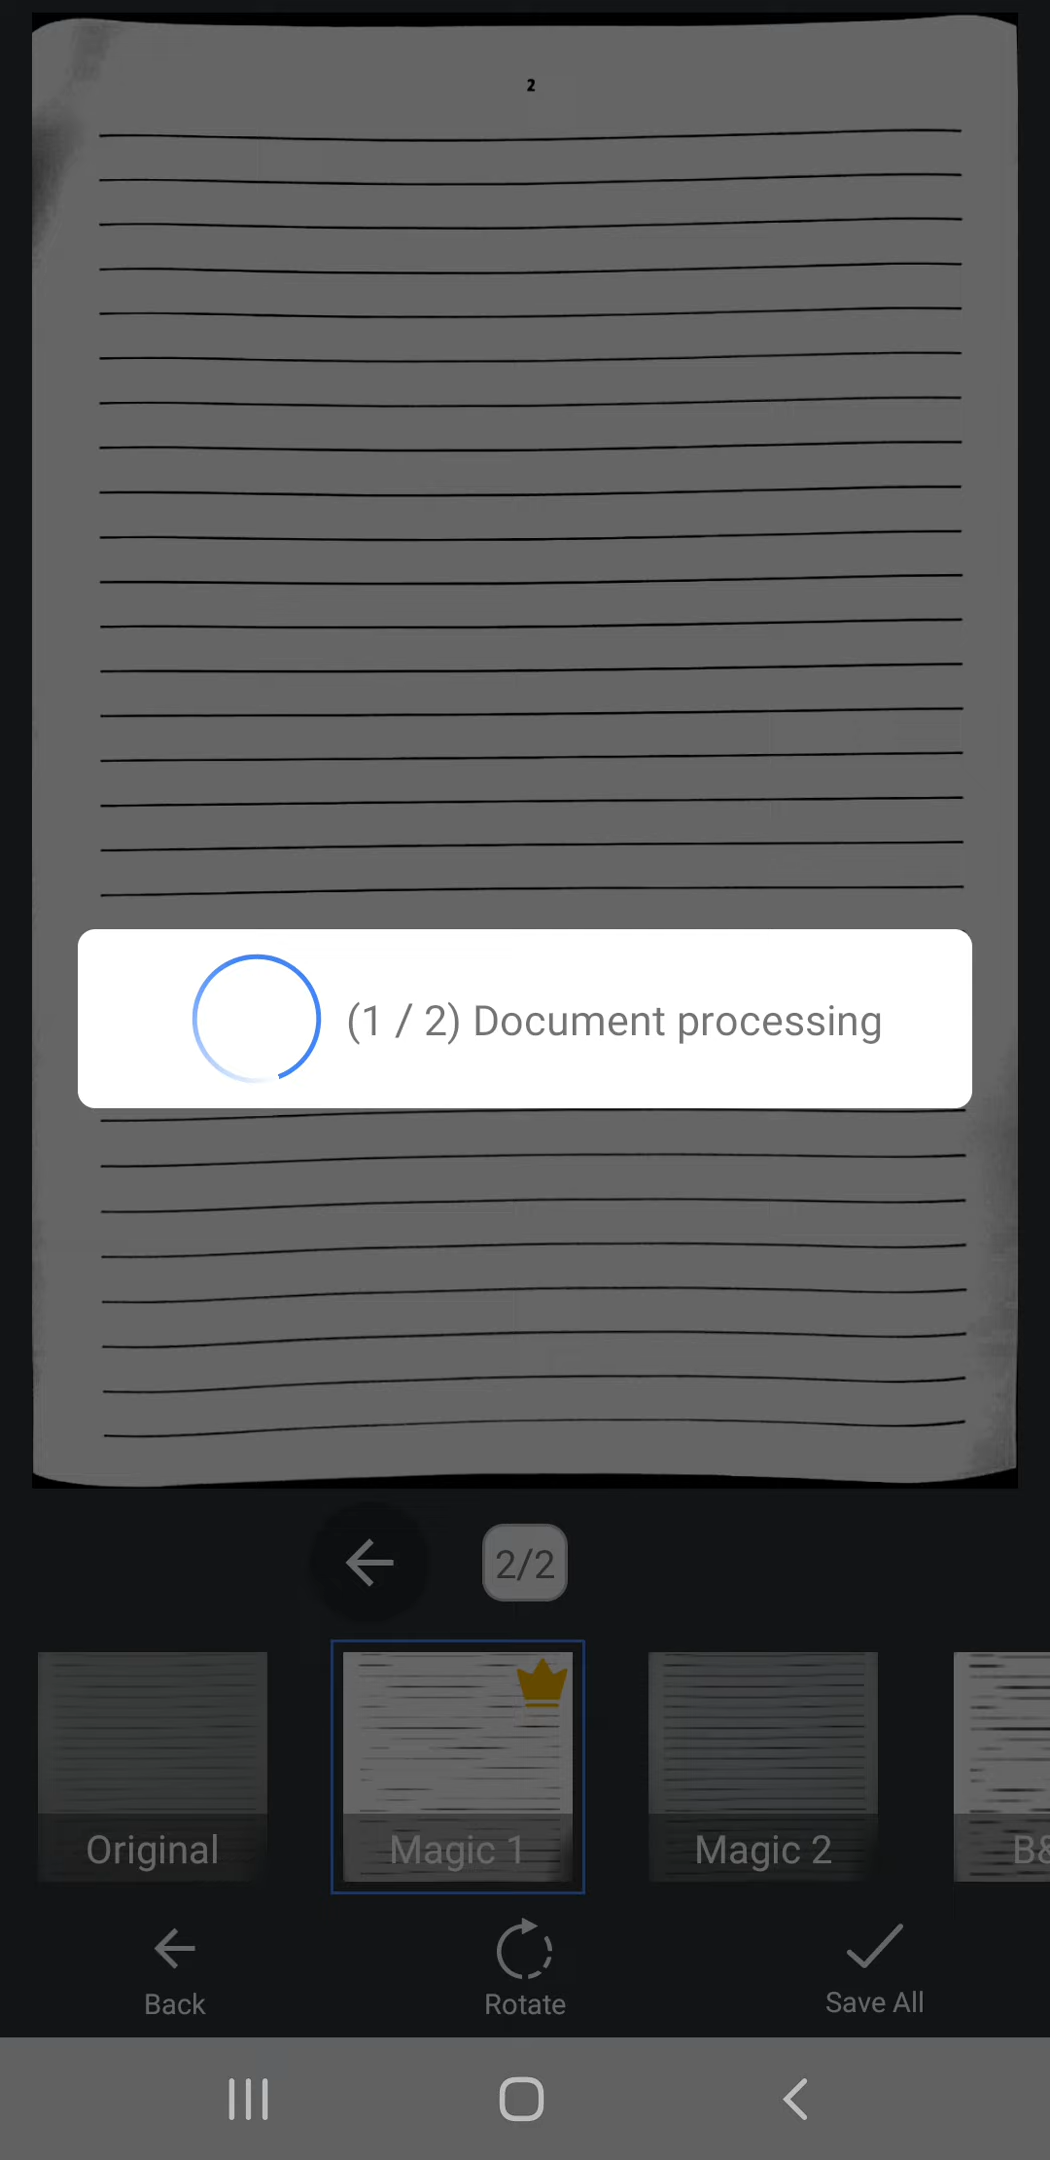 2
(1 / 2) Document processing
2/2
Original
Magic 1
Magic 2
B&
Back
Rotate
Save All